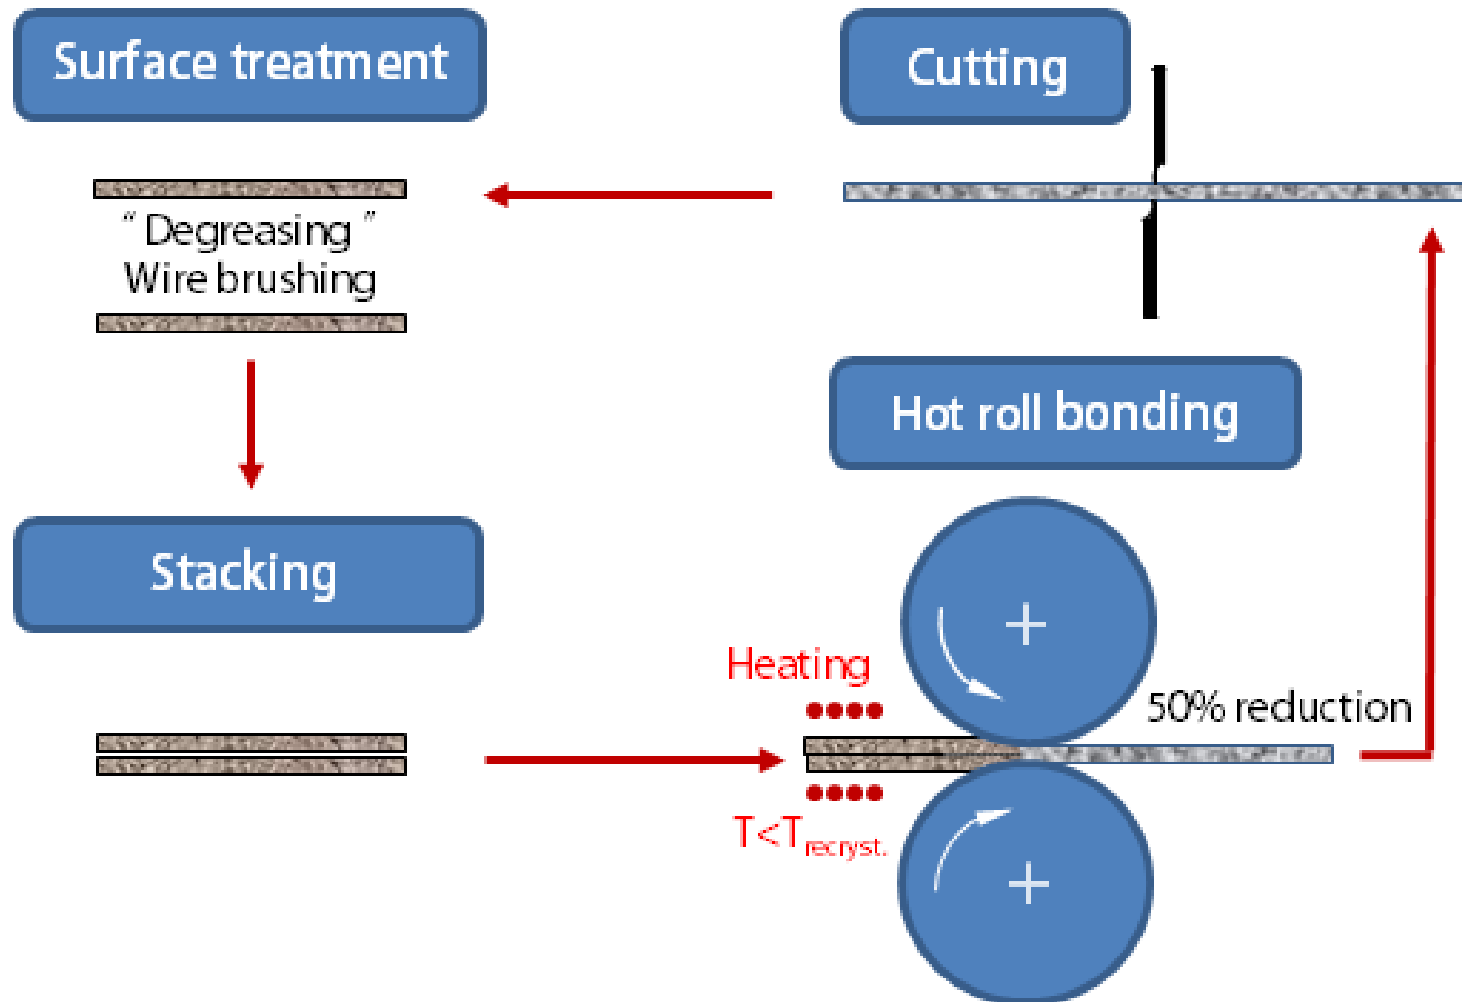 Surface treatment
Cutting
“ Degreasing ”
Wire brushing
Hot roll bonding
Stacking
Heating
50% reduction
T<Trecryst.